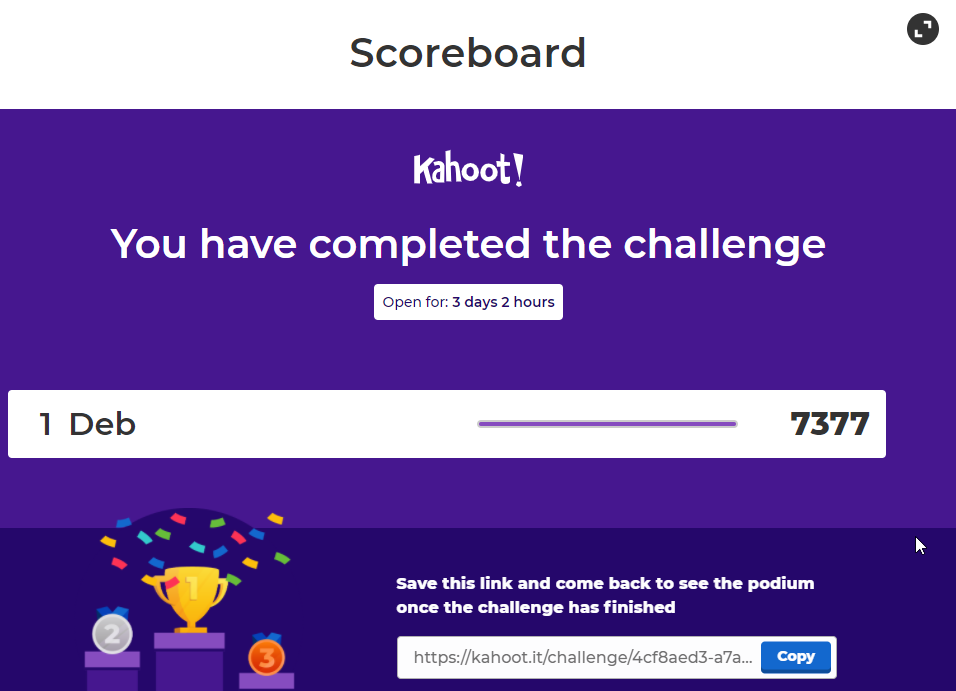 Scoreboard
Kahoot!
You have completed the challenge
Open for: 3 days 2 hours
1 Deb 7377
1
2
3
Save this link and come back to see the podium
once the challenge has finished
https://kahoot.it/challenge/4cf8aed3-a7a... Copy